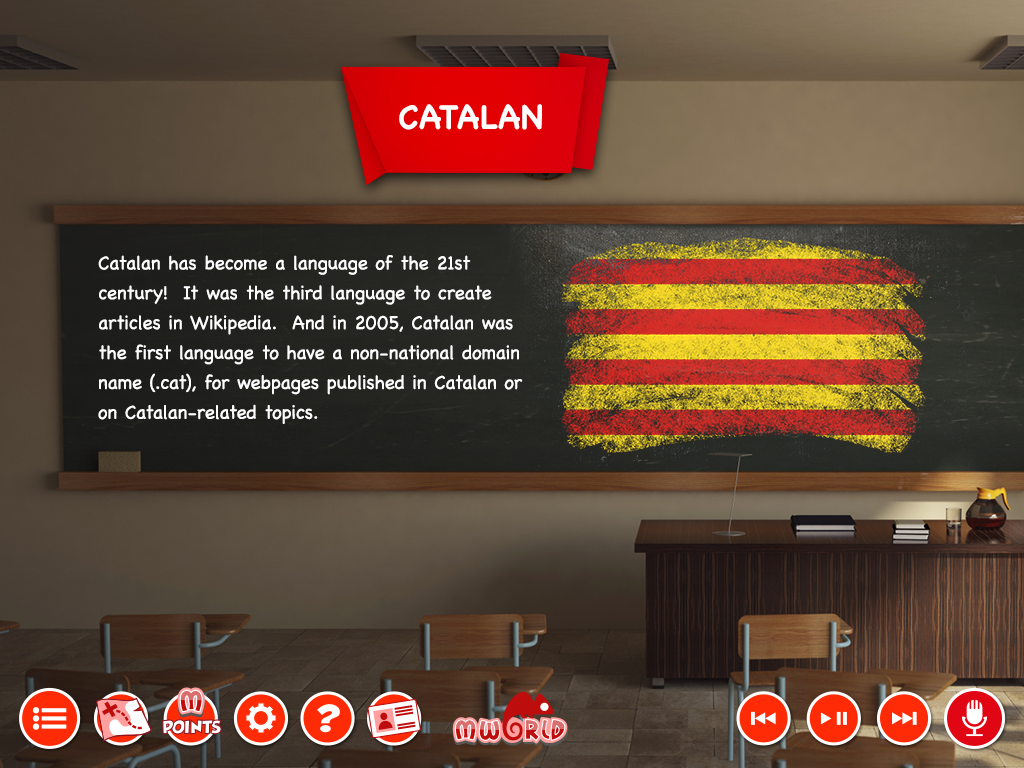 CATALAN
Catalan has become a language of the 21st
century!  It was the third language to create
articles in Wikipedia.  And in 2005, Catalan was
the first language to have a non-national domain
name (.cat), for webpages published in Catalan or
on Catalan-related topics.
M
POINTS
?
MWORLD